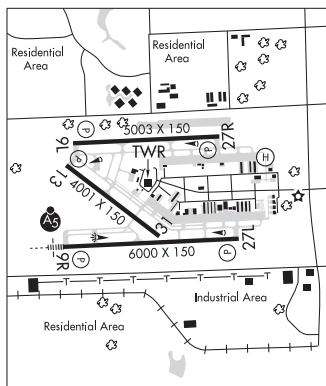 Residential
Area
Residential
Area
P
5003 X 150
P
9L
27R
P
TWR
H
13
4001 X 150
31
A5
9R
6000 X 150
27L
P
P
T T T T T T T
Industrial Area
Residential Area